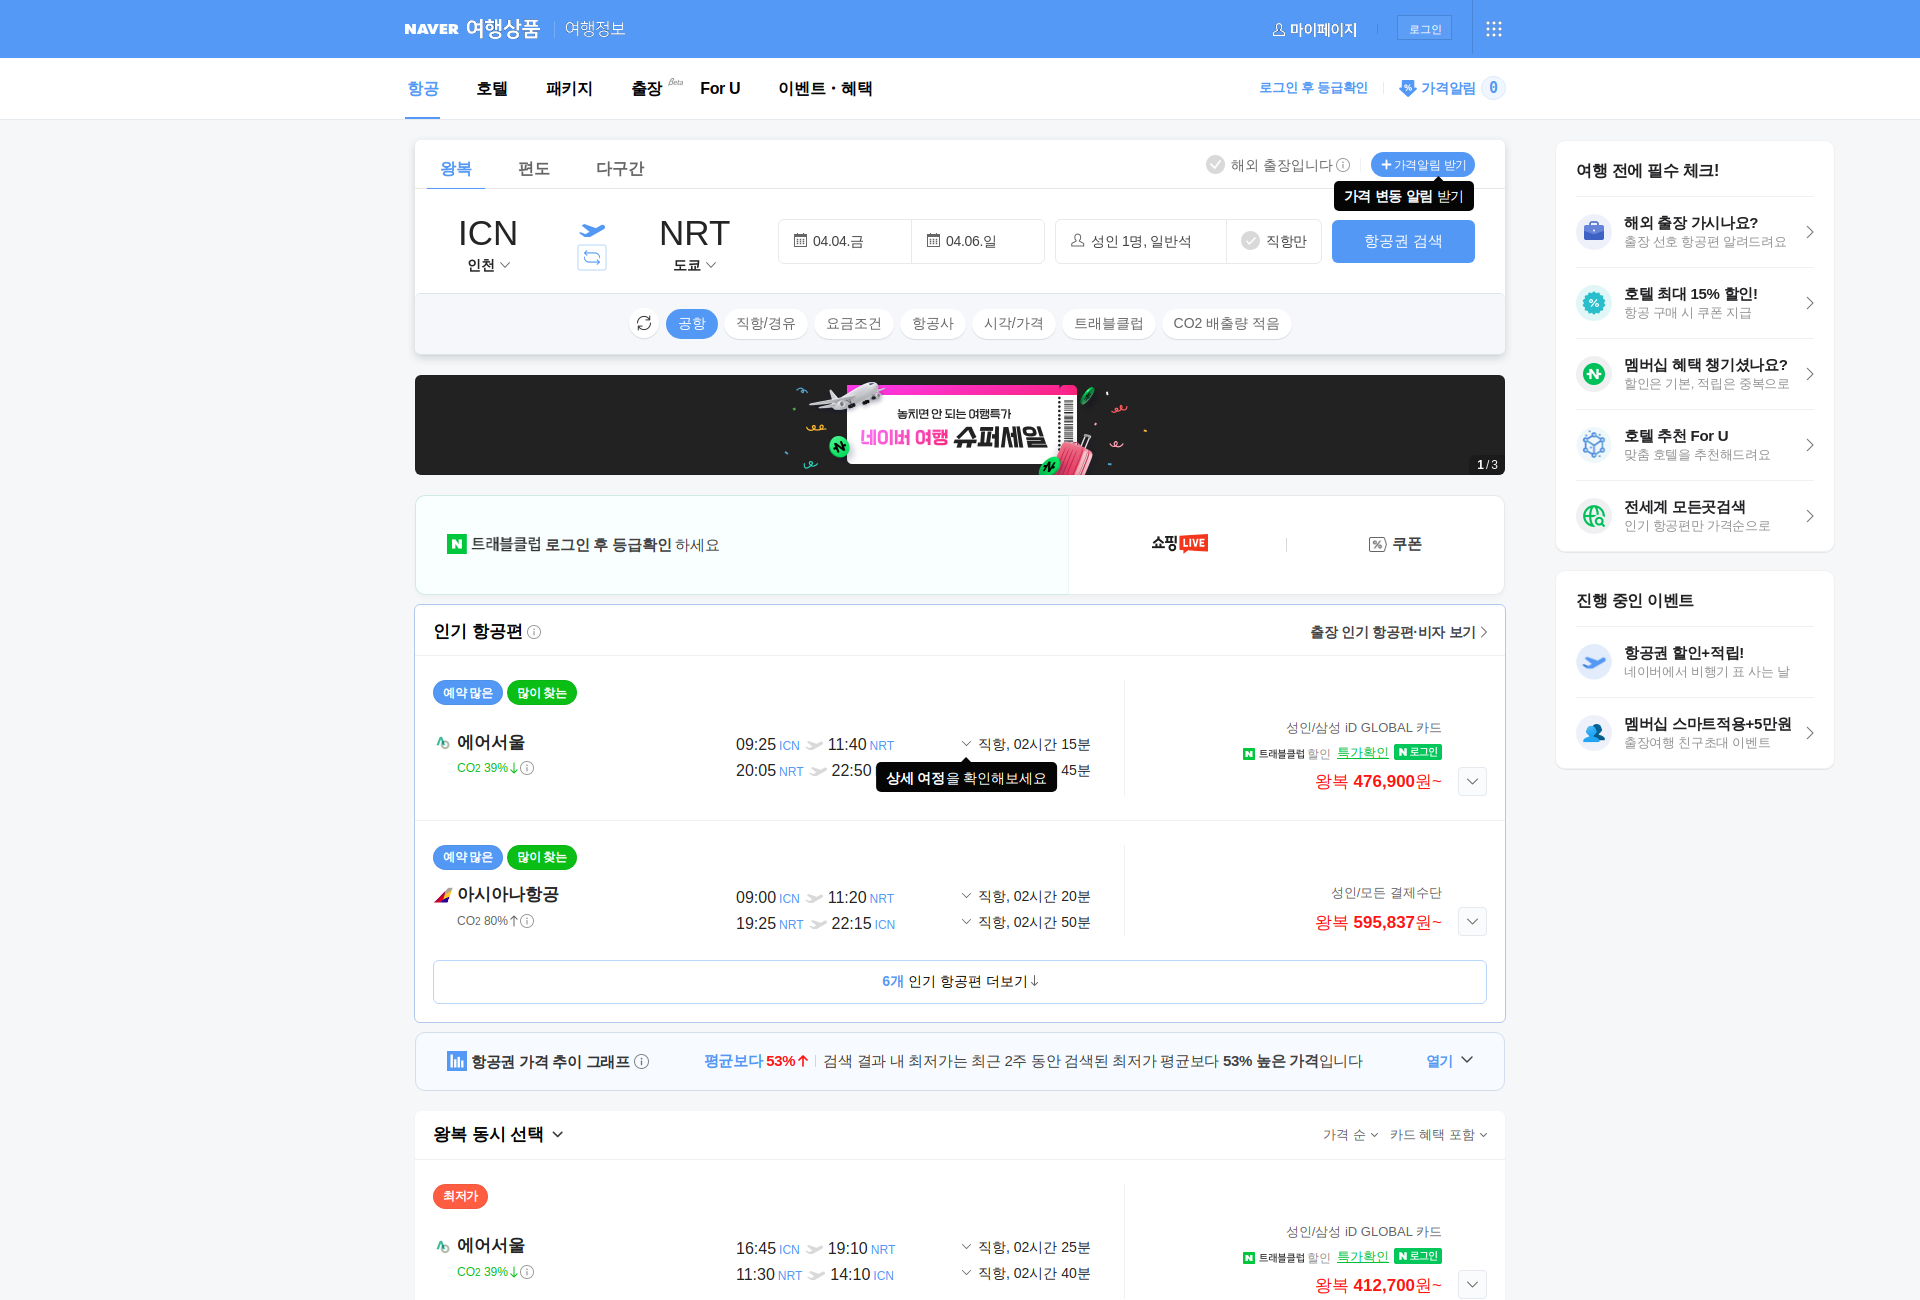 NAVER 여행상품 여행정보
마이페이지
로그인
항공 호텔 패키지 출장 Beta For U 이벤트・혜택
로그인 후 등급확인
가격알림 0
왕복 편도 다구간
해외 출장입니다
가격알림 받기
가격 변동 알림 받기
ICN
인천
NRT
도쿄
04.04.금
04.06.일
성인 1명, 일반석
직항만
항공권 검색
공항
직항/경유
요금조건
항공사
시각/가격
트래블클럽
CO2 배출량 적음
놓치면 안 되는 여행특가
네이버 여행 슈퍼세일
1 / 3
N 트래블클럽 로그인 후 등급확인 하세요
쇼핑 LIVE
쿠폰
인기 항공편
출장 인기 항공편·비자 보기
예약 많은 많이 찾는
에어서울
CO2 39%↓
09:25 ICN 11:40 NRT
직항, 02시간 15분
20:05 NRT 22:50
45분
상세 여정을 확인해보세요
성인/삼성 iD GLOBAL 카드
N 트래블클럽 할인 특가확인 N 로그인
왕복 476,900원~
예약 많은 많이 찾는
아시아나항공
CO2 80%↑
09:00 ICN 11:20 NRT
직항, 02시간 20분
19:25 NRT 22:15 ICN
직항, 02시간 50분
성인/모든 결제수단
왕복 595,837원~
6개 인기 항공편 더보기↓
항공권 가격 추이 그래프
평균보다 53%↑
검색 결과 내 최저가는 최근 2주 동안 검색된 최저가 평균보다 53% 높은 가격입니다
열기
왕복 동시 선택
가격 순
카드 혜택 포함
최저가
에어서울
CO2 39%↓
16:45 ICN 19:10 NRT
직항, 02시간 25분
11:30 NRT 14:10 ICN
직항, 02시간 40분
성인/삼성 iD GLOBAL 카드
N 트래블클럽 할인 특가확인 N 로그인
왕복 412,700원~
여행 전에 필수 체크!
해외 출장 가시나요?
출장 선호 항공편 알려드려요
호텔 최대 15% 할인!
항공 구매 시 쿠폰 지급
멤버십 혜택 챙기셨나요?
할인은 기본, 적립은 중복으로
호텔 추천 For U
맞춤 호텔을 추천해드려요
전세계 모든곳검색
인기 항공편만 가격순으로
진행 중인 이벤트
항공권 할인+적립!
네이버에서 비행기 표 사는 날
멤버십 스마트적용+5만원
출장여행 친구초대 이벤트